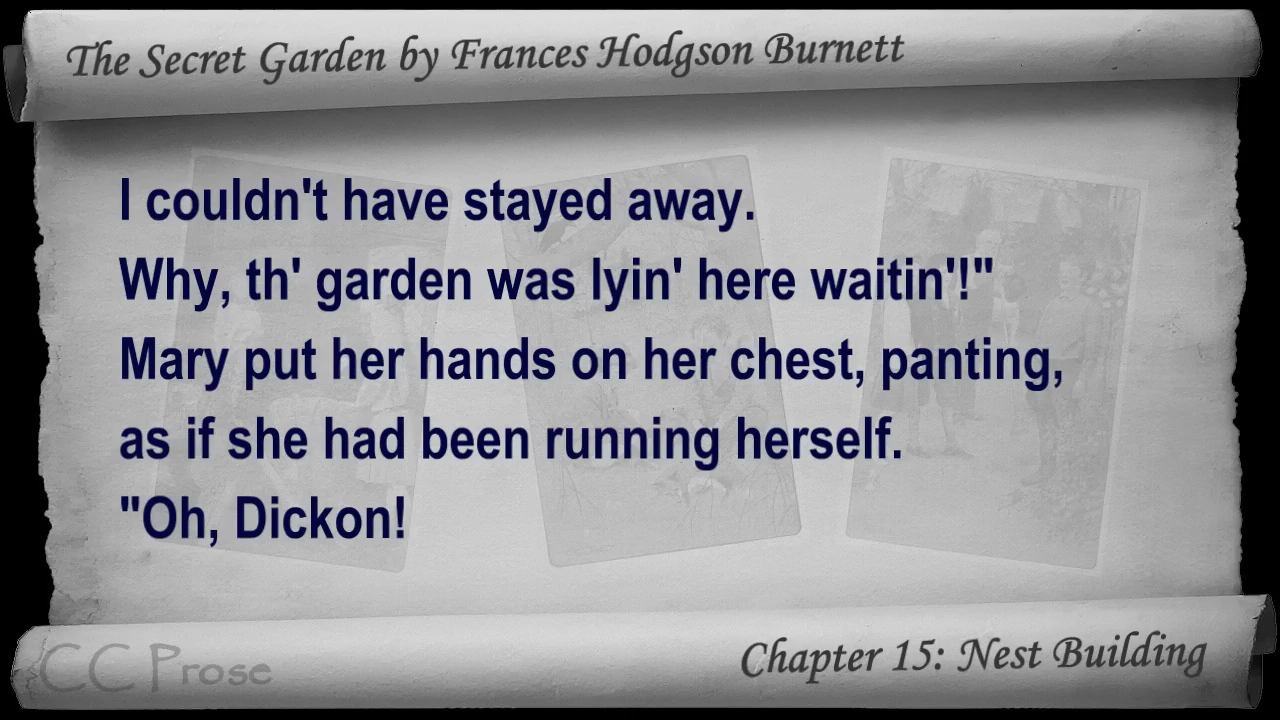 The Secret Garden by Frances Hodgson Burnett
I couldn't have stayed away.
Why, th' garden was lyin' here waitin'!"
Mary put her hands on her chest, panting,
as if she had been running herself.
"Oh, Dickon!
CC Prose
Chapter 15: Nest Building